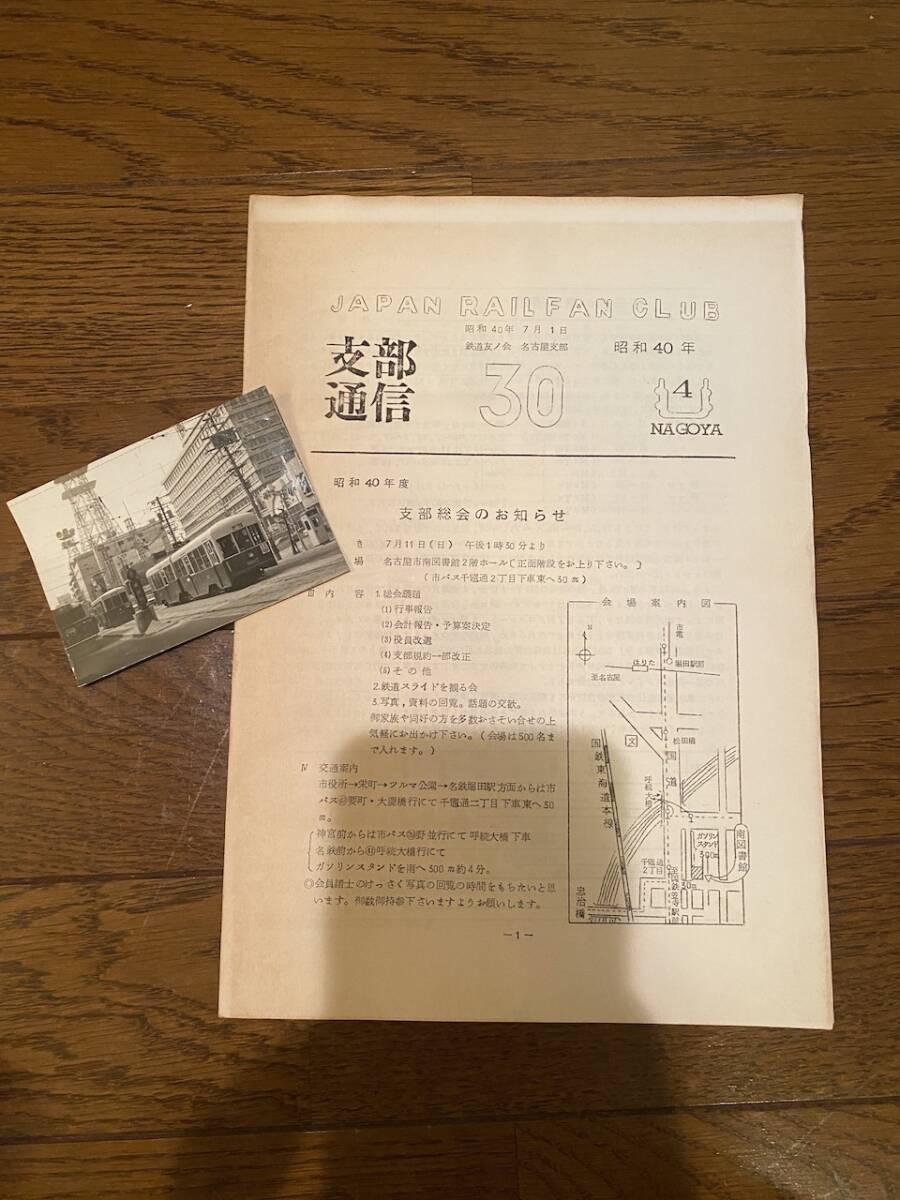 JAPAN RAILFAN CLUB
昭和40年 7月1日
鉄道友ノ会 名古屋支部
昭和40年
支部
通信
30
4
NAGOYA
昭和40年度
支部総会のお知らせ
7月11日(日) 午後1時30分より
場 名古屋市南図書館2階ホール〔正面階段をお上り下さい。〕
(市バス千竈通2丁目下車東へ30m)
内容 1.総会議題
(1)行事報告
(2)会計報告・予算案決定
(3)役員改選
(4)支部規約一部改正
(5)その他
2.鉄道スライドを観る会
3.写真,資料の回覧。話題の交歓。
御家族や同好の方を多数おさそい合せの上
気軽にお出かけ下さい。(会場は500名ま
で入れます。)
Ⅳ 交通案内
市役所→栄町→ツルマ公園→名鉄堀田駅方面からは市
バス 要町・大慶橋行にて千竈通二丁目下車東へ30
m。
神宮前からは市バス 野並行にて呼続大橋下車
名鉄前から 呼続大橋行にて
ガソリンスタンドを南へ300m約4分。
◎会員諸士のけっさく写真の回覧の時間をもちたいと思
います。御数御持参下さいますようお願いします。
会場案内図
N
市電
ほりた
堀田駅前
至名古屋
松田橋
文
国道
国鉄東海道本線
呼続大橋
ガソリン
スタンド
300m
南図書館
千竈通
2丁目
30m
至国鉄笠寺駅前
忠治橋
—1—